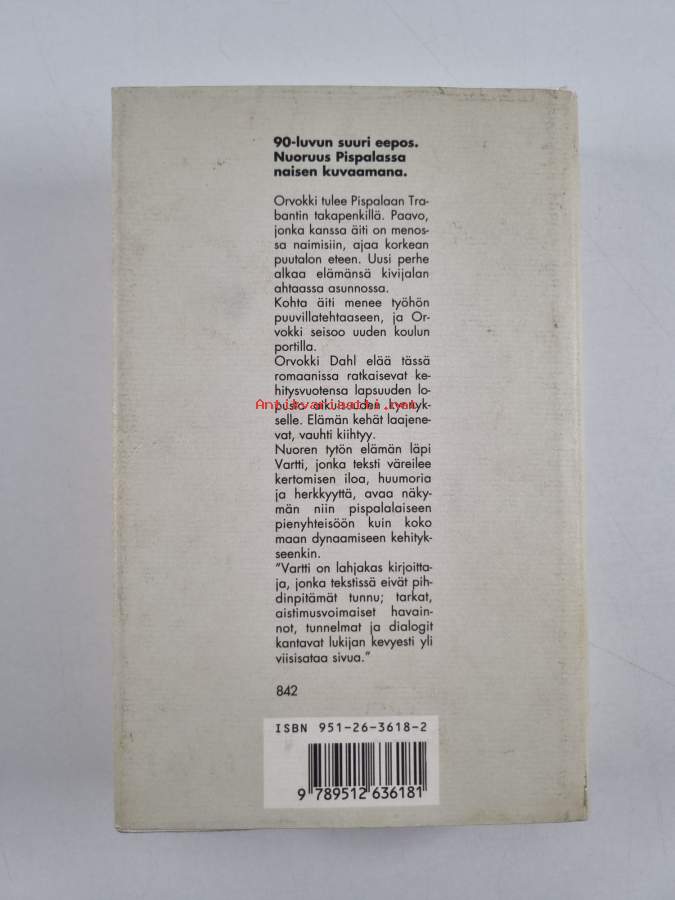 90-luvun suuri eepos.
Nuoruus Pispalassa
naisen kuvaamana.
Orvokki tulee Pispalaan Tra-
bantin takapenkillä. Paavo,
jonka kanssa äiti on menos-
sa naimisiin, ajaa korkean
puutalon eteen. Uusi perhe
alkaa elämänsä kivijalan
ahtaassa asunnossa.
Kohta äiti menee työhön
puuvillatehtaaseen, ja Or-
vokki seisoo uuden koulun
portilla.
Orvokki Dahl elää tässä
romaanissa ratkaisevat ke-
hitysvuotensa lapsuuden lo-
pusta aikuisuuden kynnyk-
selle. Elämän kehät laajene-
vat, vauhti kiihtyy.
Nuoren tytön elämän läpi
Vartti, jonka teksti väreilee
kertomisen iloa, huumoria
ja herkkyyttä, avaa näky-
män niin pispalalaiseen
pienyhteisöön kuin koko
maan dynaamiseen kehityk-
seenkin.
"Vartti on lahjakas kirjoitta-
ja, jonka tekstissä eivät pih-
dinpitämät tunnu; tarkat,
aistimusvoimaiset havain-
not, tunnelmat ja dialogit
kantavat lukijan kevyesti yli
viisisataa sivua."
842
ISBN 951-26-3618-2
9 789512 636181